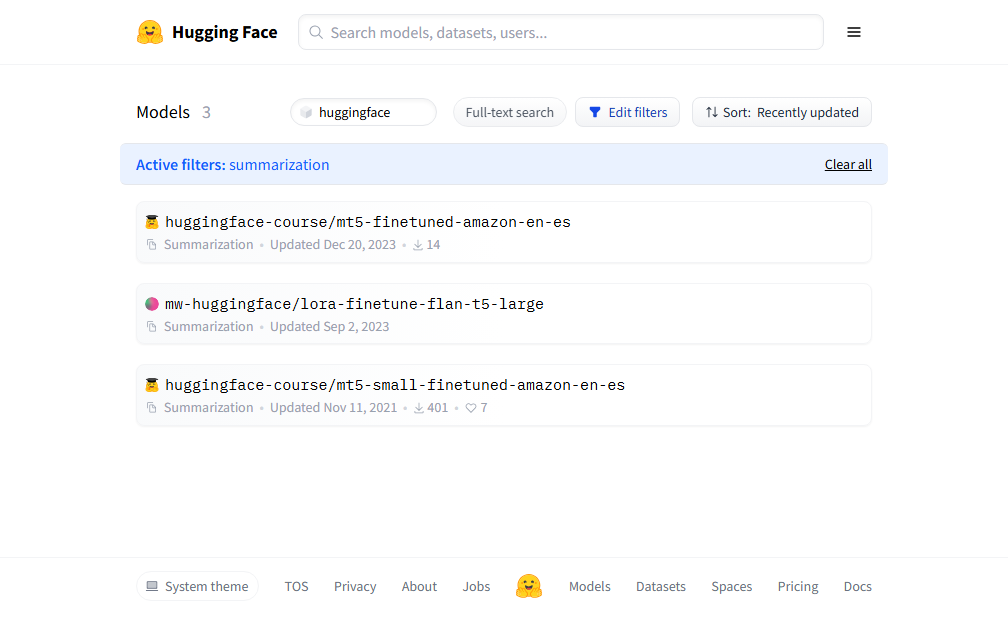 Hugging Face
Search models, datasets, users...
Models 3
huggingface
Full-text search
Edit filters
Sort: Recently updated
Active filters: summarization
Clear all
huggingface-course/mt5-finetuned-amazon-en-es
Summarization • Updated Dec 20, 2023 • 14
mw-huggingface/lora-finetune-flan-t5-large
Summarization • Updated Sep 2, 2023
huggingface-course/mt5-small-finetuned-amazon-en-es
Summarization • Updated Nov 11, 2021 • 401 • 7
System theme
TOS
Privacy
About
Jobs
Models
Datasets
Spaces
Pricing
Docs